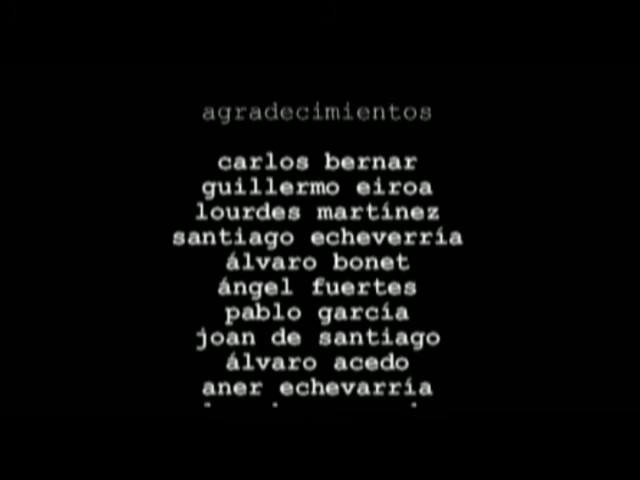 agradecimientos
carlos bernar
guillermo eiroa
lourdes martínez
santiago echeverría
álvaro bonet
ángel fuertes
pablo garcía
joan de santiago
álvaro acedo
aner echevarría